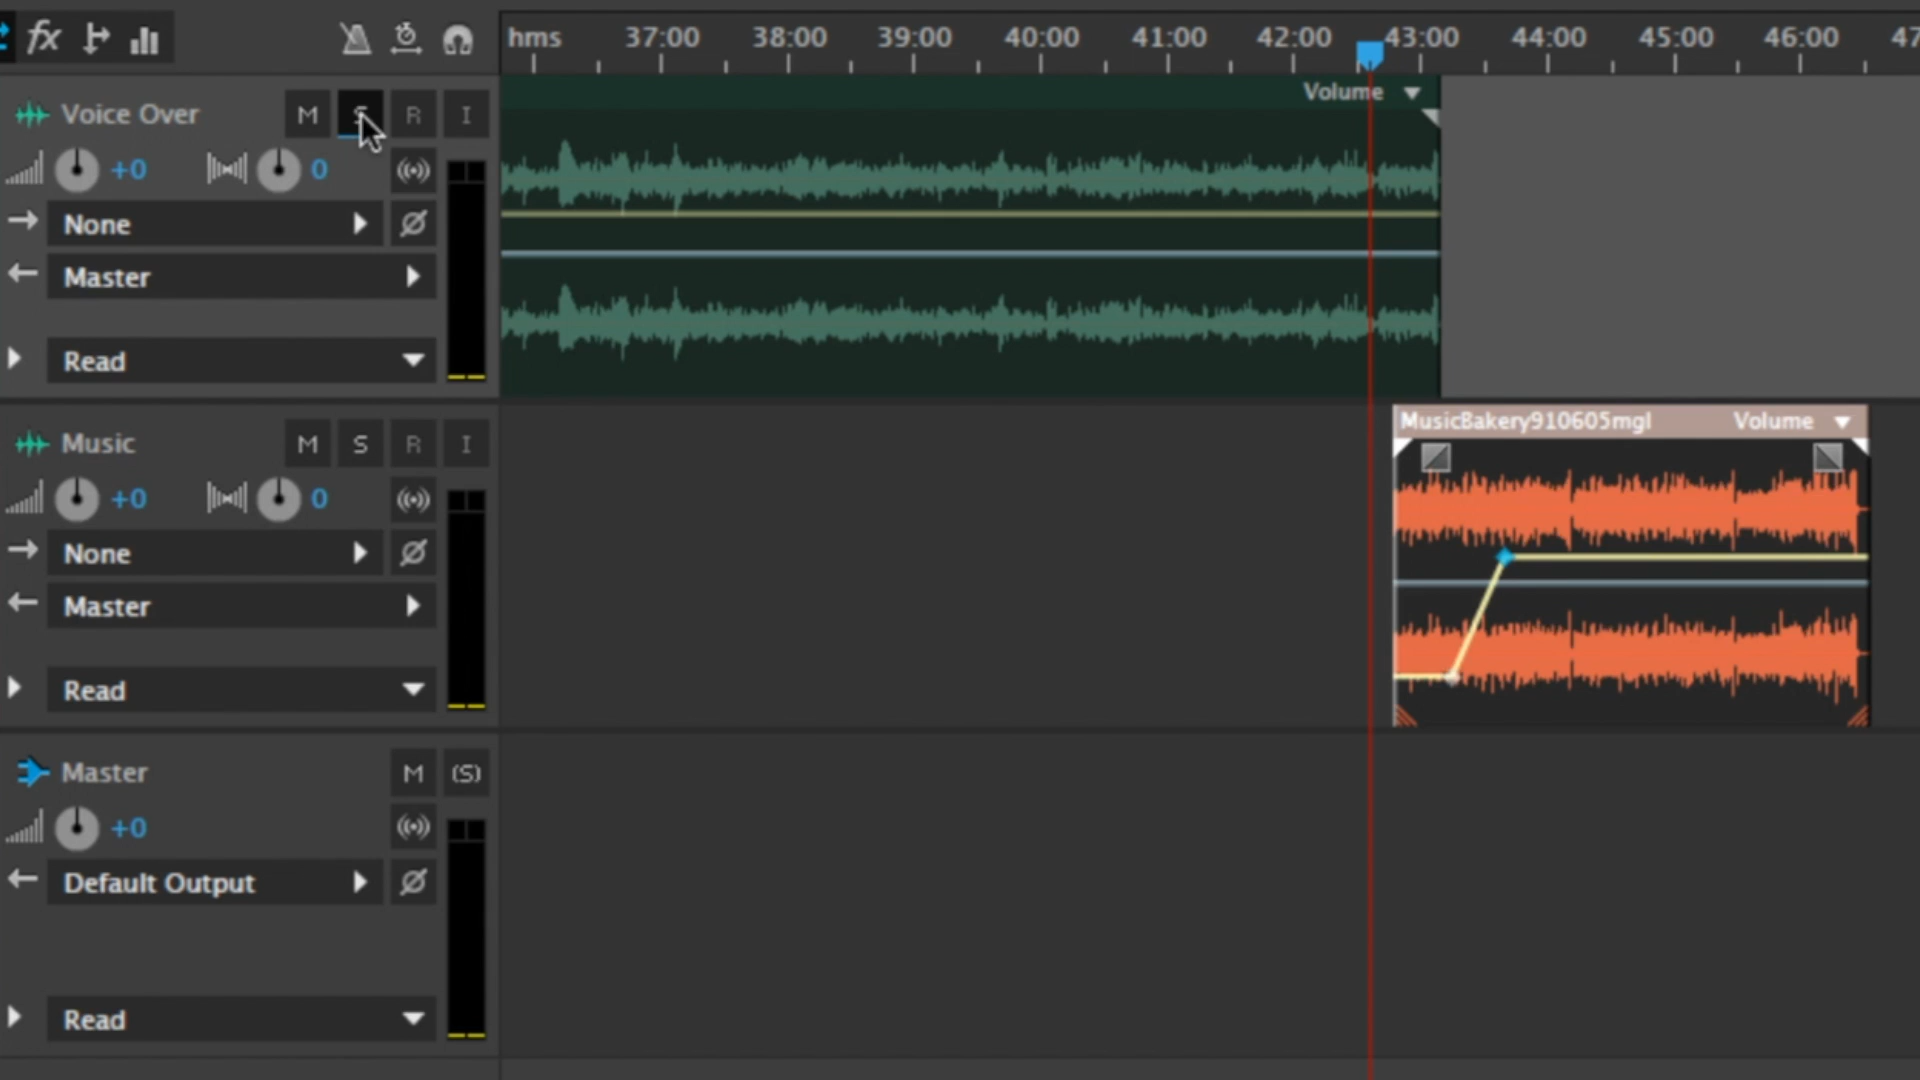 fx
hms 37:00 38:00 39:00 40:00 41:00 42:00 43:00 44:00 45:00 46:00 47
Voice Over M S R I
Volume
+0 0
None
Master
Read
Music M S R I
MusicBakery910605mgl Volume
+0 0
None
Master
Read
Master M (S)
+0
Default Output
Read